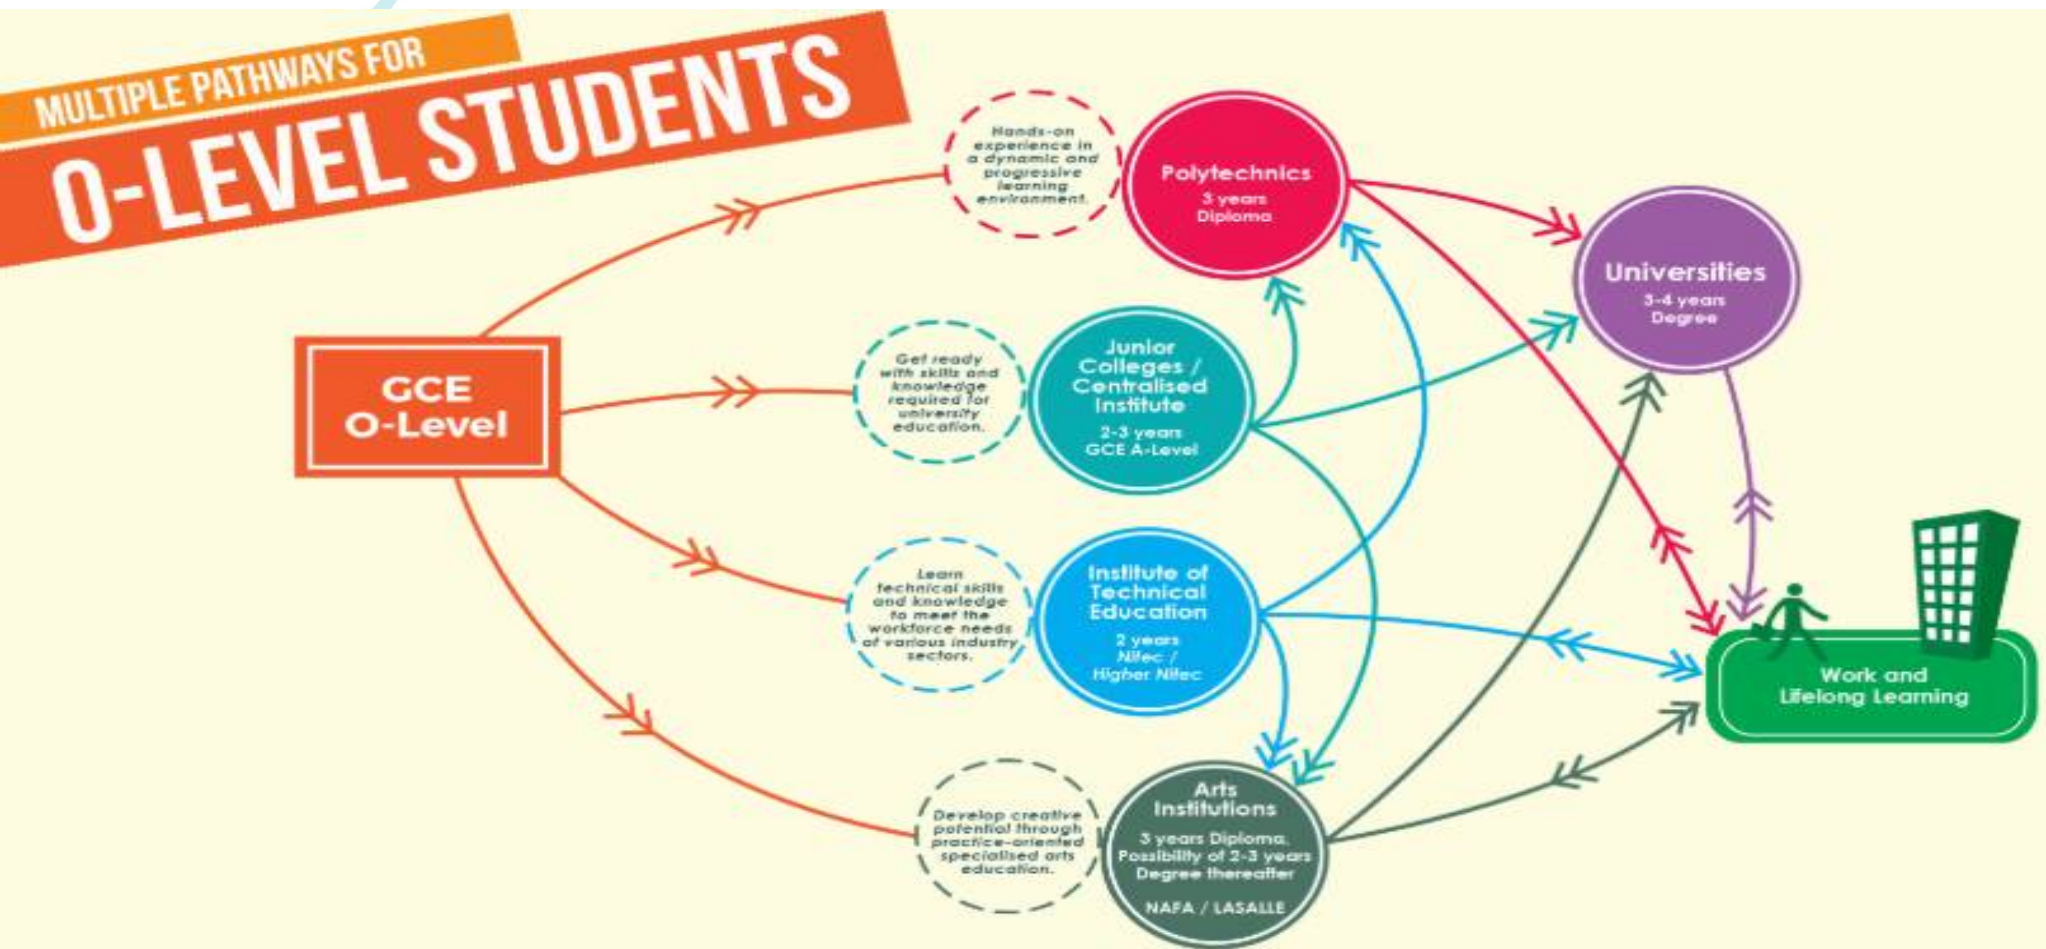 MULTIPLE PATHWAYS FOR
O-LEVEL STUDENTS
GCE
O-Level
Hands-on
experience in
a dynamic and
progressive
learning
environment.
Polytechnics
3 years
Diploma
Get ready
with skills and
knowledge
required for
university
education.
Junior
Colleges /
Centralised
Institute
2-3 years
GCE A-Level
Learn
technical skills
and knowledge
to meet the
workforce needs
of various industry
sectors.
Institute of
Technical
Education
2 years
Nitec /
Higher Nitec
Develop creative
potential through
practice-oriented
specialised arts
education.
Arts
Institutions
3 years Diploma,
Possibility of 2-3 years
Degree thereafter
NAFA / LASALLE
Universities
3-4 years
Degree
Work and
Lifelong Learning